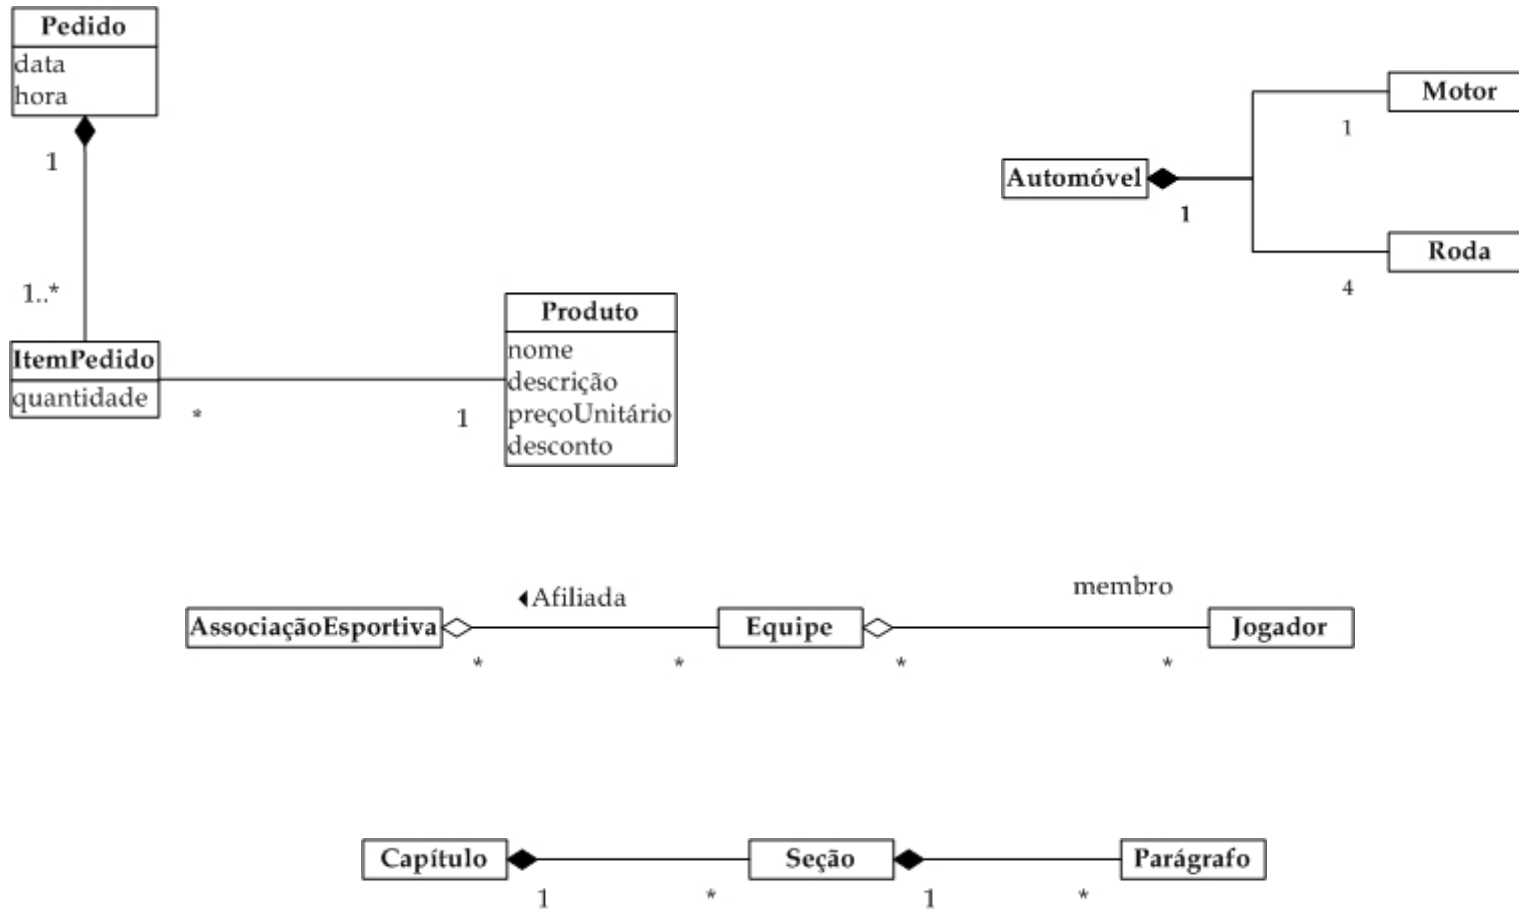 Pedido
data
hora
1
1..*
ItemPedido
quantidade
*
1
Produto
nome
descrição
preçoUnitário
desconto
Automóvel
1
Motor
1
Roda
4
AssociaçãoEsportiva
Afiliada
*
*
Equipe
membro
*
*
Jogador
Capítulo
1
*
Seção
1
*
Parágrafo